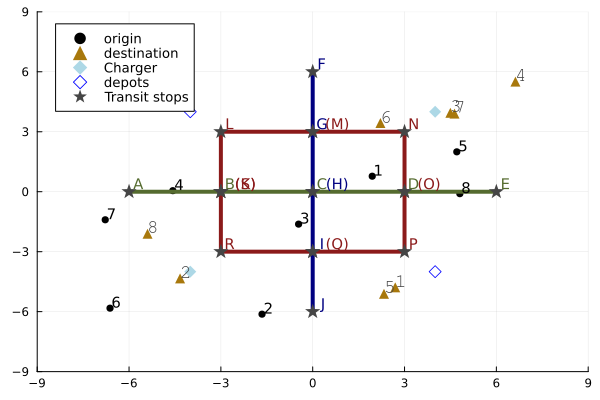 9
6
3
0
−3
−6
−9
−9
−6
−3
0
3
6
9
origin
destination
Charger
depots
Transit stops
F
4
3
7
6
L
G(M)
N
5
1
A
4
B(K)
C(H)
D(O)
8
E
7
8
3
R
I(Q)
P
2
5
1
6
2
J